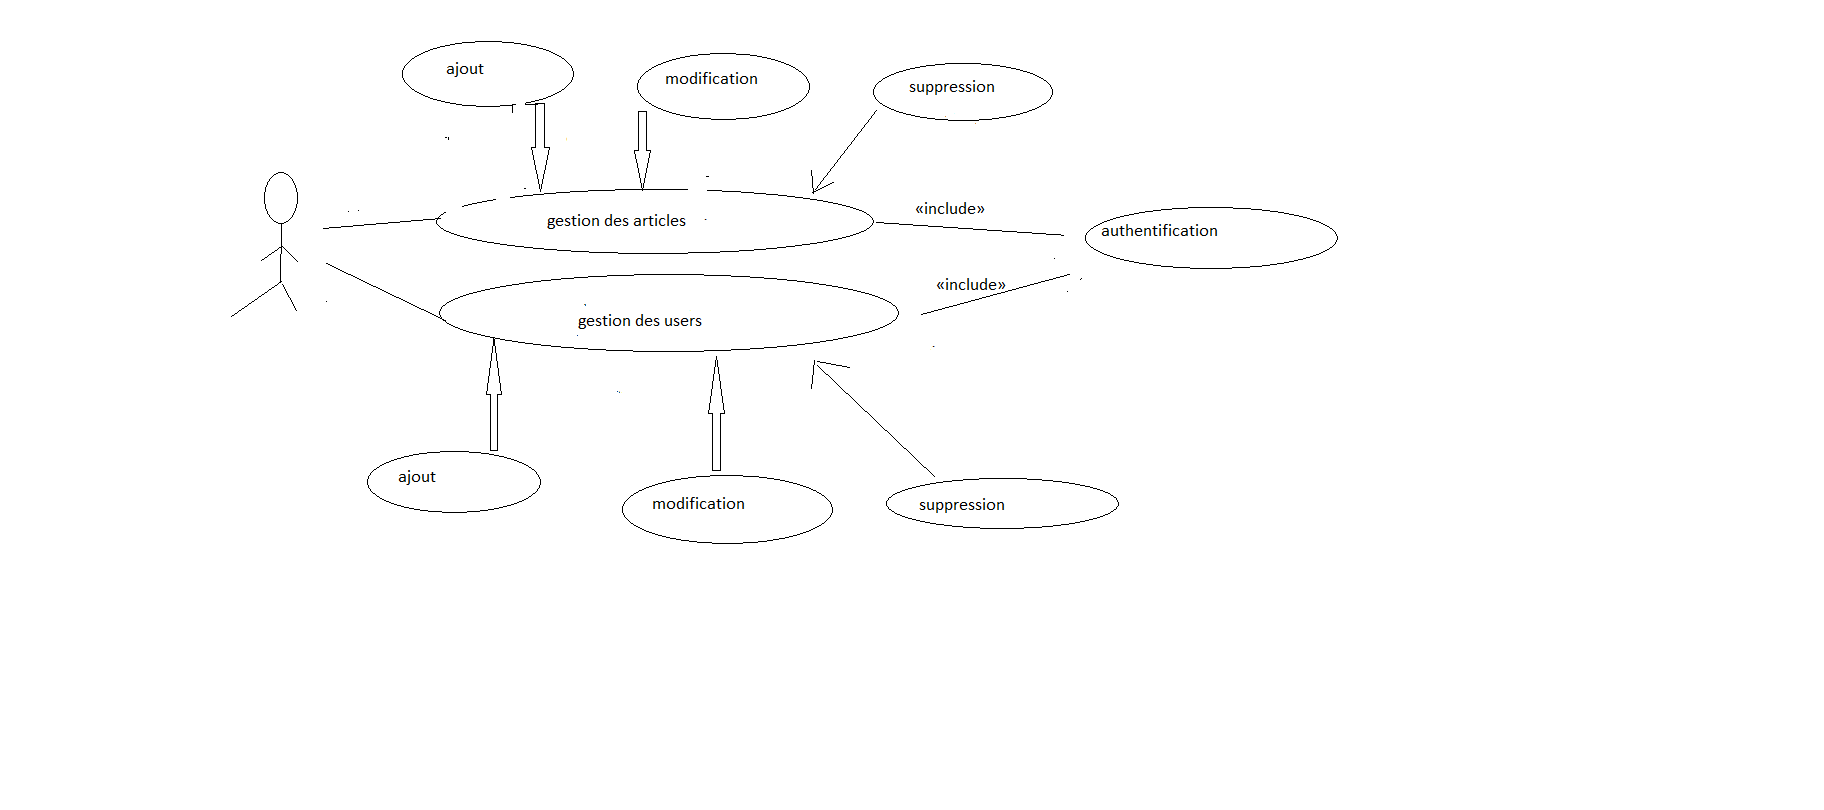 ajout
modification
suppression
«include»
gestion des articles
authentification
«include»
gestion des users
ajout
modification
suppression